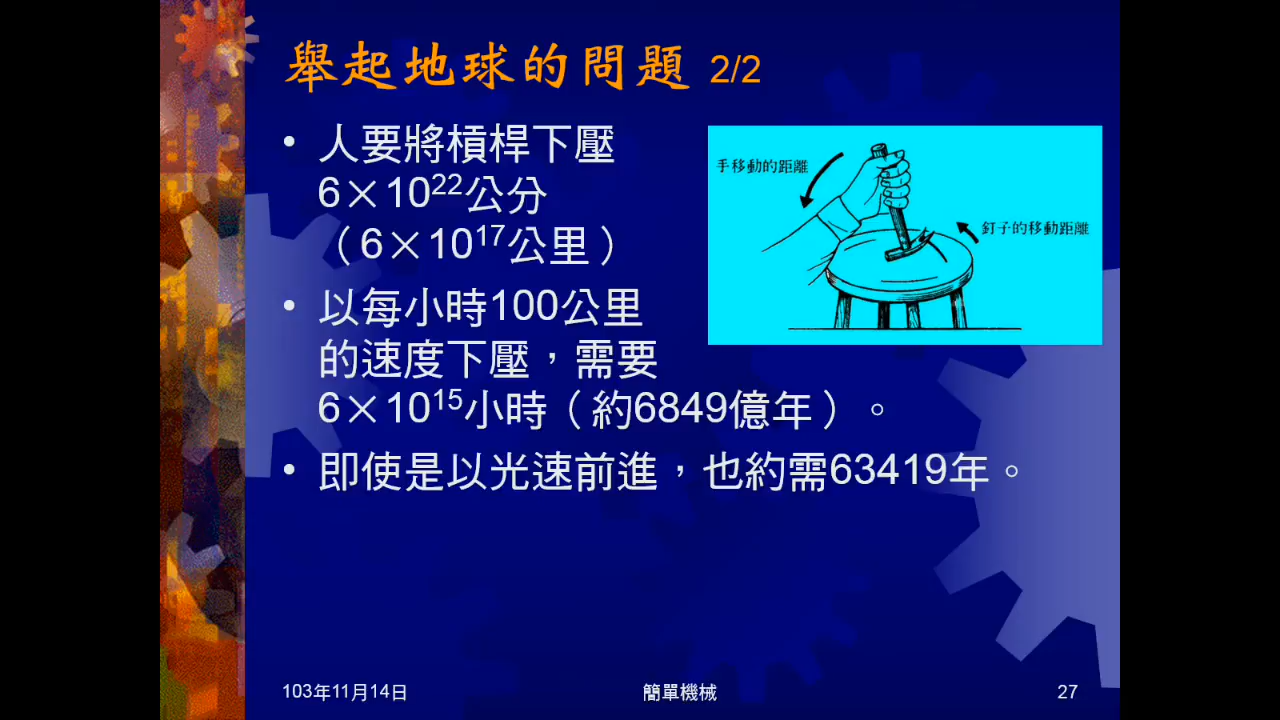 舉起地球的問題 2/2
• 人要將槓桿下壓
6×10²²公分
（6×10¹⁷公里）
• 以每小時100公里
的速度下壓，需要
6×10¹⁵小時（約6849億年）。
• 即使是以光速前進，也約需63419年。
手移動的距離
釘子的移動距離
103年11月14日
簡單機械
27